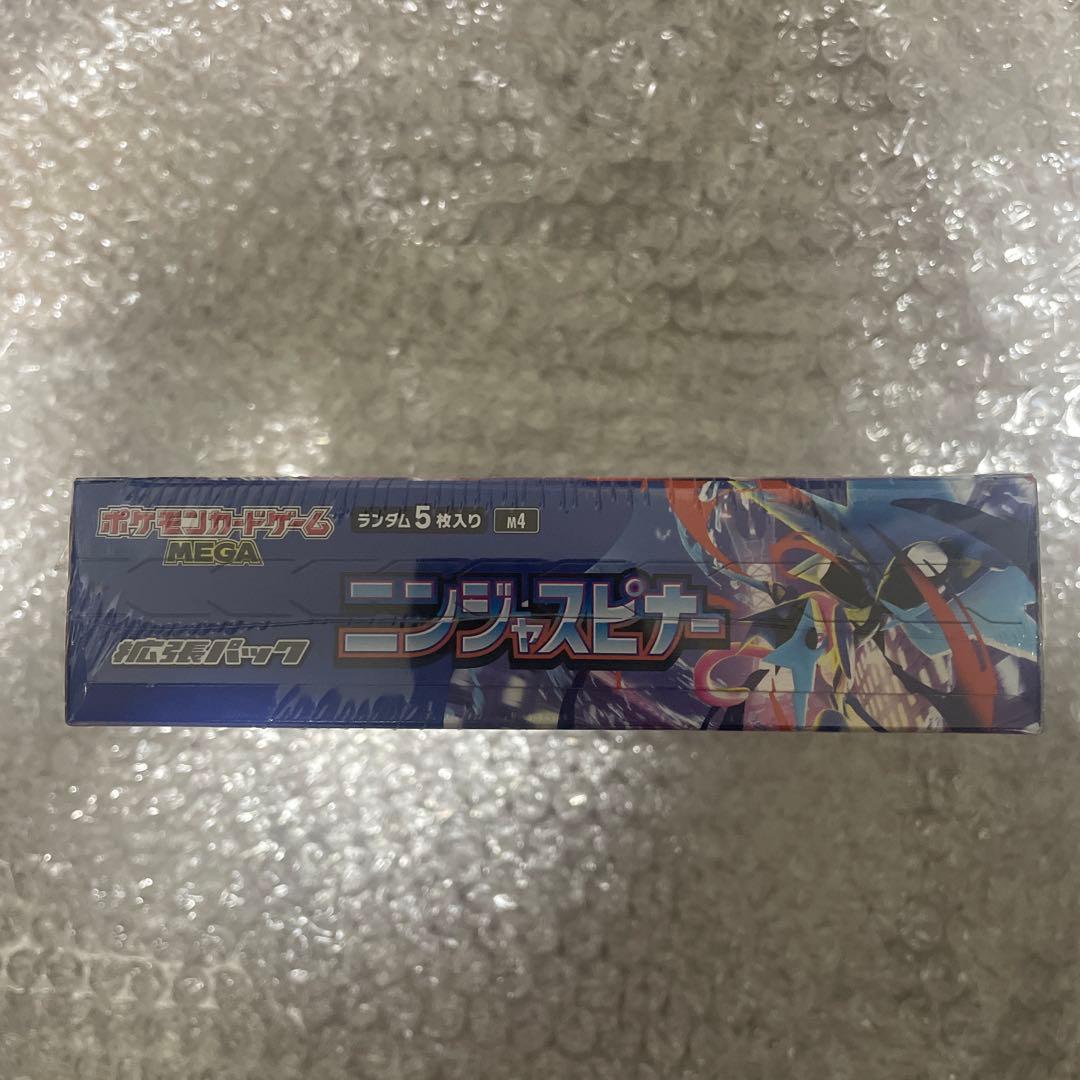 ポケモンカードゲーム
MEGA
ランダム5枚入り
M4
ニンジャスピナー
拡張パック